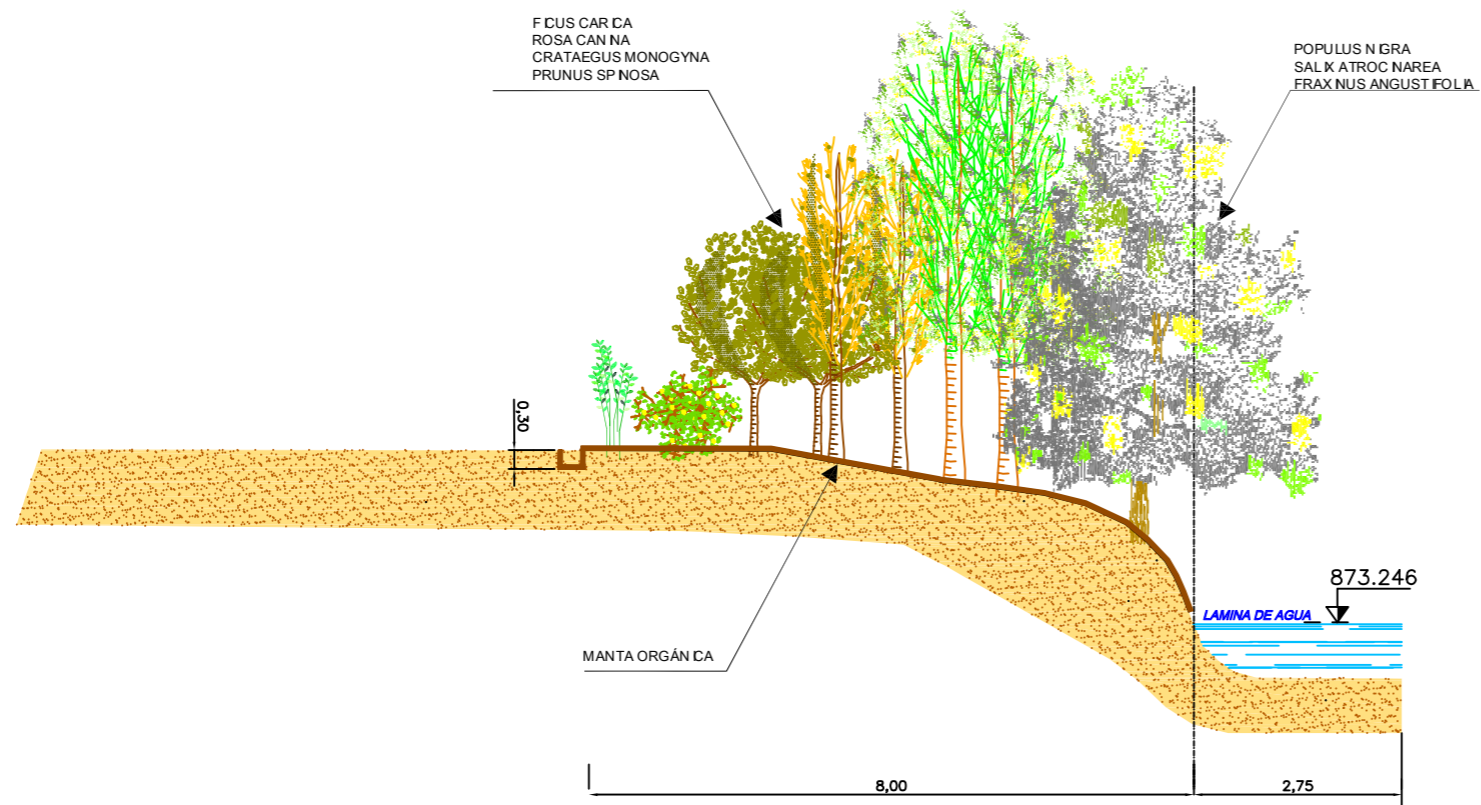 FICUS CARICA
ROSA CANINA
CRATAEGUS MONOGYNA
PRUNUS SPINOSA
POPULUS NIGRA
SALIX ATROCINAREA
FRAXINUS ANGUSTIFOLIA
0,30
873.246
LAMINA DE AGUA
MANTA ORGÁNICA
8,00
2,75